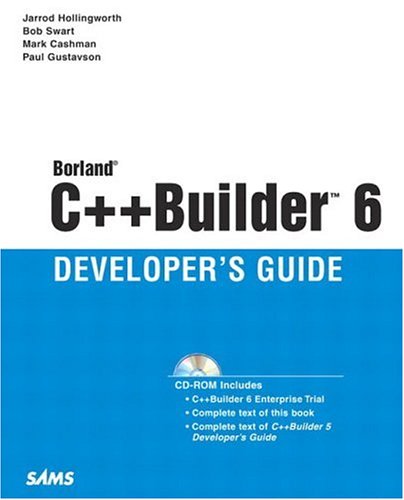 Jarrod Hollingworth
Bob Swart
Mark Cashman
Paul Gustavson
Borland®
C++Builder™ 6
DEVELOPER'S GUIDE
CD-ROM Includes
• C++Builder 6 Enterprise Trial
• Complete text of this book
• Complete text of C++Builder 5
Developer's Guide
SAMS